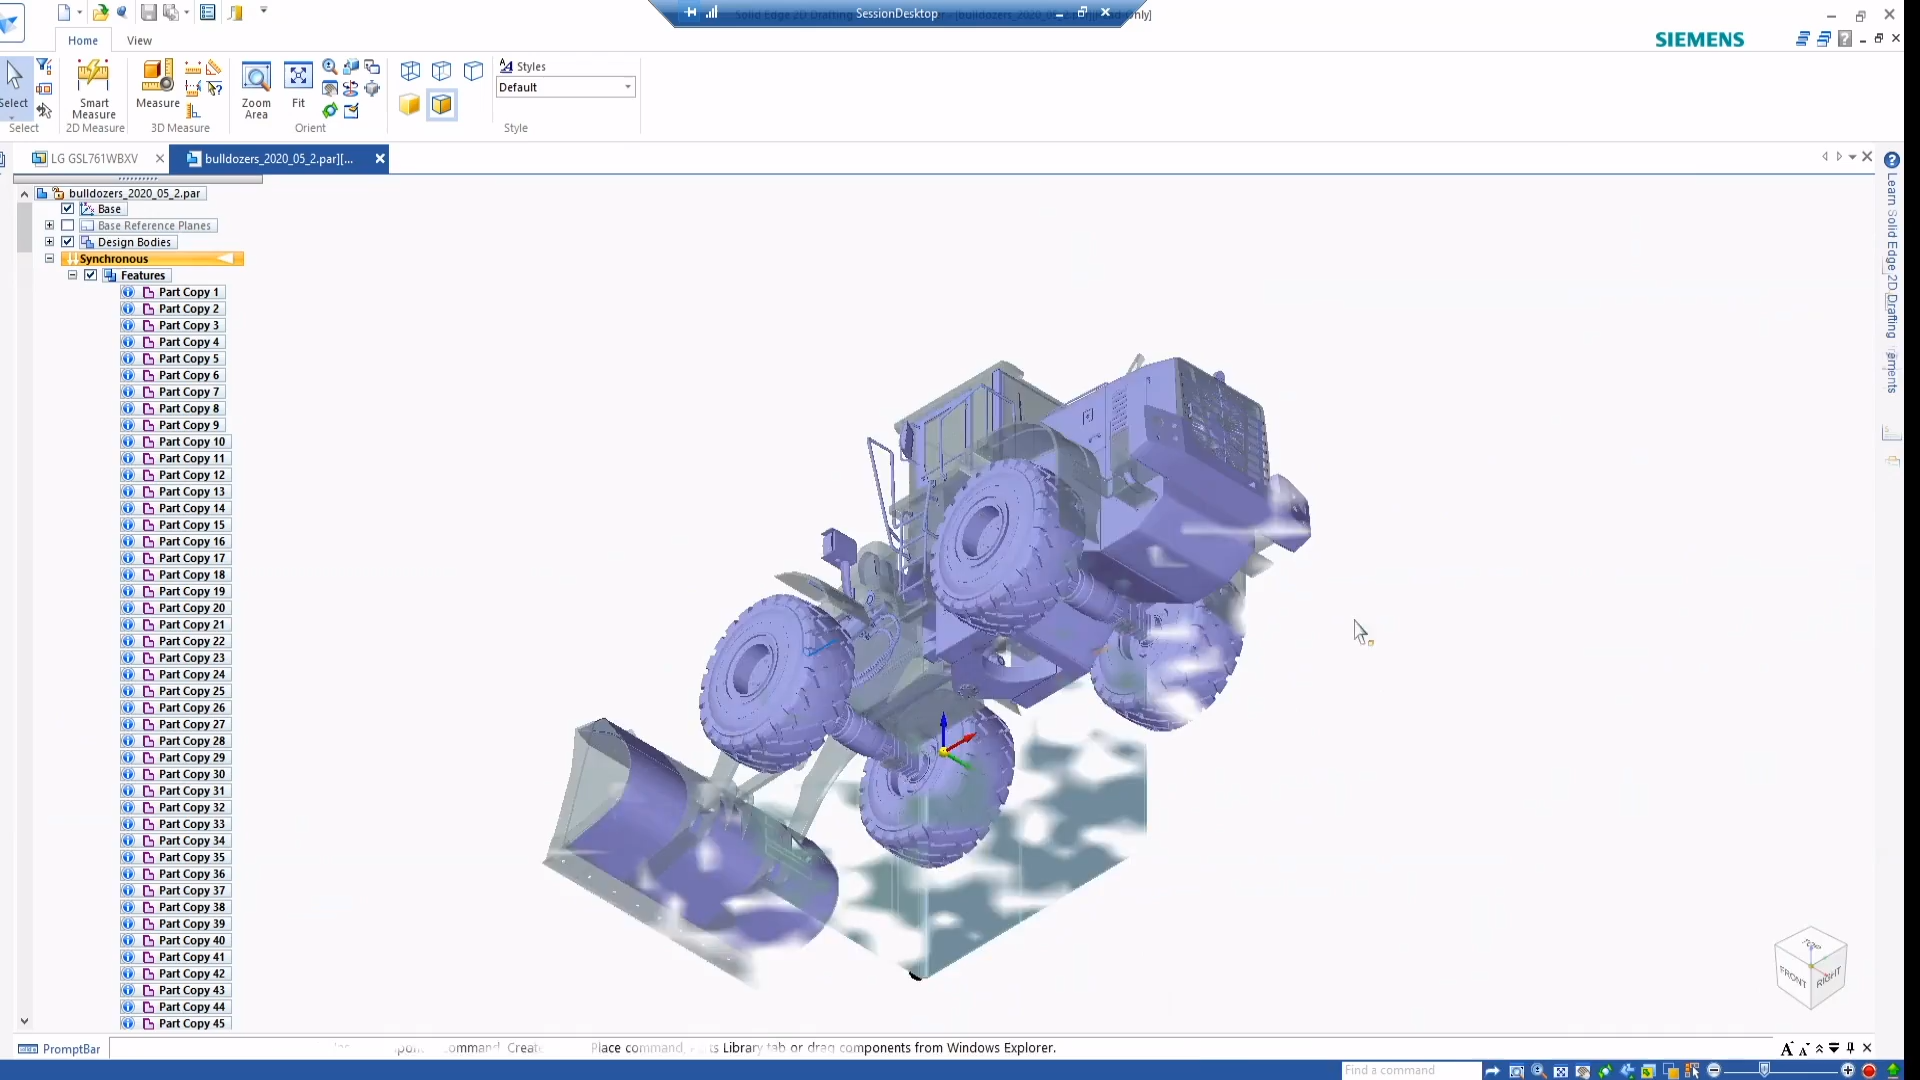 SessionDesktop
Home
View
SIEMENS
Select
Smart
Measure
Measure
Zoom
Area
Fit
Styles
Default
Select
2D Measure
3D Measure
Orient
Style
LG GSL761WBXV
bulldozers_2020_05_2.par][...
bulldozers_2020_05_2.par
Base
Base Reference Planes
Design Bodies
Synchronous
Features
Part Copy 1
Part Copy 2
Part Copy 3
Part Copy 4
Part Copy 5
Part Copy 6
Part Copy 7
Part Copy 8
Part Copy 9
Part Copy 10
Part Copy 11
Part Copy 12
Part Copy 13
Part Copy 14
Part Copy 15
Part Copy 16
Part Copy 17
Part Copy 18
Part Copy 19
Part Copy 20
Part Copy 21
Part Copy 22
Part Copy 23
Part Copy 24
Part Copy 25
Part Copy 26
Part Copy 27
Part Copy 28
Part Copy 29
Part Copy 30
Part Copy 31
Part Copy 32
Part Copy 33
Part Copy 34
Part Copy 35
Part Copy 36
Part Copy 37
Part Copy 38
Part Copy 39
Part Copy 40
Part Copy 41
Part Copy 42
Part Copy 43
Part Copy 44
Part Copy 45
Learn Solid Edge 2D Drafting
TOP
FRONT
RIGHT
PromptBar
Place command, Library tab or drag components from Windows Explorer.
Find a command